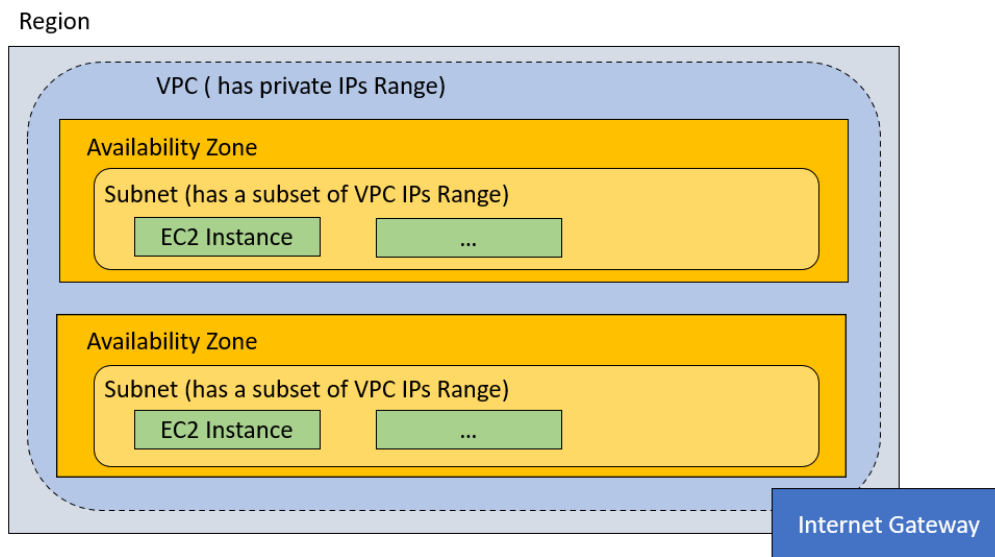 Region
VPC ( has private IPs Range)
Availability Zone
Subnet (has a subset of VPC IPs Range)
EC2 Instance
...
Availability Zone
Subnet (has a subset of VPC IPs Range)
EC2 Instance
...
Internet Gateway